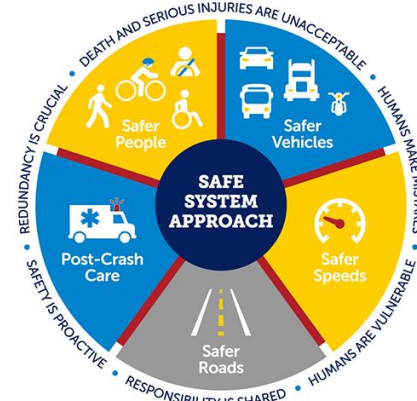 DEATH AND SERIOUS INJURIES ARE UNACCEPTABLE
HUMANS MAKE
HUMANS ARE VULNERABLE
RESPONSIBILITY IS SHARED
SAFETY IS PROACTIVE
REDUNDANCY IS CRUCIAL
Safer
People
Safer
Vehicles
SAFE
SYSTEM
APPROACH
Safer
Speeds
Safer
Roads
Post-Crash
Care